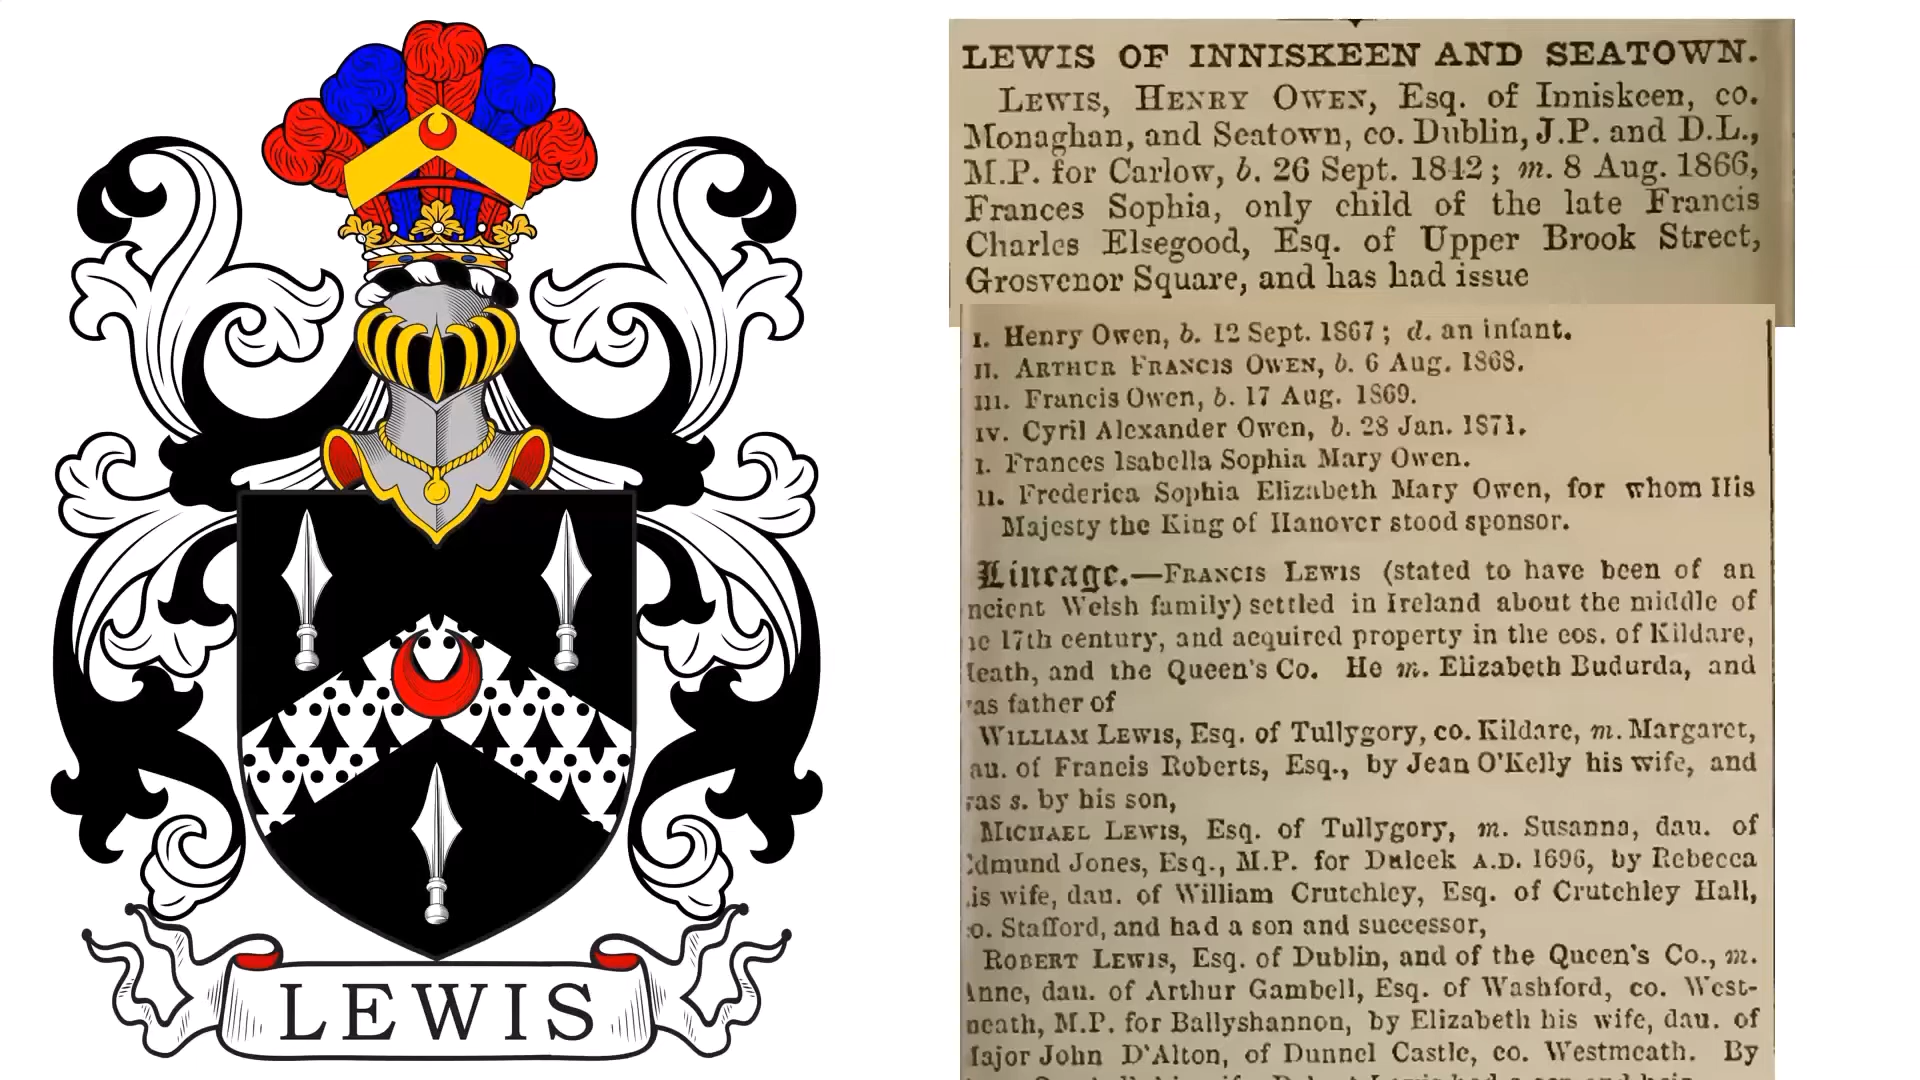 LEWIS
LEWIS OF INNISKEEN AND SEATOWN.
LEWIS, HENRY OWEN, Esq. of Inniskeen, co.
Monaghan, and Seatown, co. Dublin, J.P. and D.L.,
M.P. for Carlow, b. 26 Sept. 1842; m. 8 Aug. 1866,
Frances Sophia, only child of the late Francis
Charles Elsegood, Esq. of Upper Brook Street,
Grosvenor Square, and has had issue
I. Henry Owen, b. 12 Sept. 1867; d. an infant.
II. ARTHUR FRANCIS OWEN, b. 6 Aug. 1868.
III. Francis Owen, b. 17 Aug. 1869.
IV. Cyril Alexander Owen, b. 28 Jan. 1871.
I. Frances Isabella Sophia Mary Owen.
II. Frederica Sophia Elizabeth Mary Owen, for whom His
Majesty the King of Hanover stood sponsor.
Lineage.—FRANCIS LEWIS (stated to have been of an
ncient Welsh family) settled in Ireland about the middle of
e 17th century, and acquired property in the cos. of Kildare,
eath, and the Queen's Co. He m. Elizabeth Budurda, and
as father of
WILLIAM LEWIS, Esq. of Tullygory, co. Kildare, m. Margaret,
au. of Francis Roberts, Esq., by Jean O'Kelly his wife, and
as s. by his son,
MICHAEL LEWIS, Esq. of Tullygory, m. Susanna, dau. of
dmund Jones, Esq., M.P. for Duleek A.D. 1696, by Rebecca
is wife, dau. of William Crutchley, Esq. of Crutchley Hall,
o. Stafford, and had a son and successor,
ROBERT LEWIS, Esq. of Dublin, and of the Queen's Co., m.
Anne, dau. of Arthur Gambell, Esq. of Washford, co. West-
meath, M.P. for Ballyshannon, by Elizabeth his wife, dau. of
Major John D'Alton, of Dunnel Castle, co. Westmeath. By